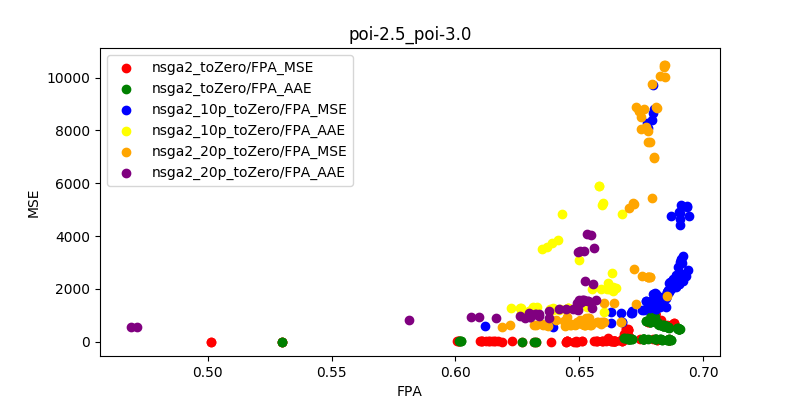 poi-2.5_poi-3.0
MSE
10000
8000
6000
4000
2000
0
nsga2_toZero/FPA_MSE
nsga2_toZero/FPA_AAE
nsga2_10p_toZero/FPA_MSE
nsga2_10p_toZero/FPA_AAE
nsga2_20p_toZero/FPA_MSE
nsga2_20p_toZero/FPA_AAE
0.50 0.55 0.60 0.65 0.70
FPA